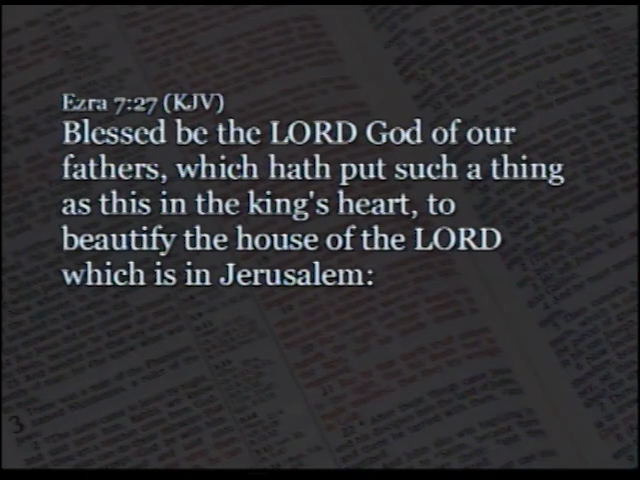 Ezra 7:27 (KJV)
Blessed be the LORD God of our
fathers, which hath put such a thing
as this in the king's heart, to
beautify the house of the LORD
which is in Jerusalem: